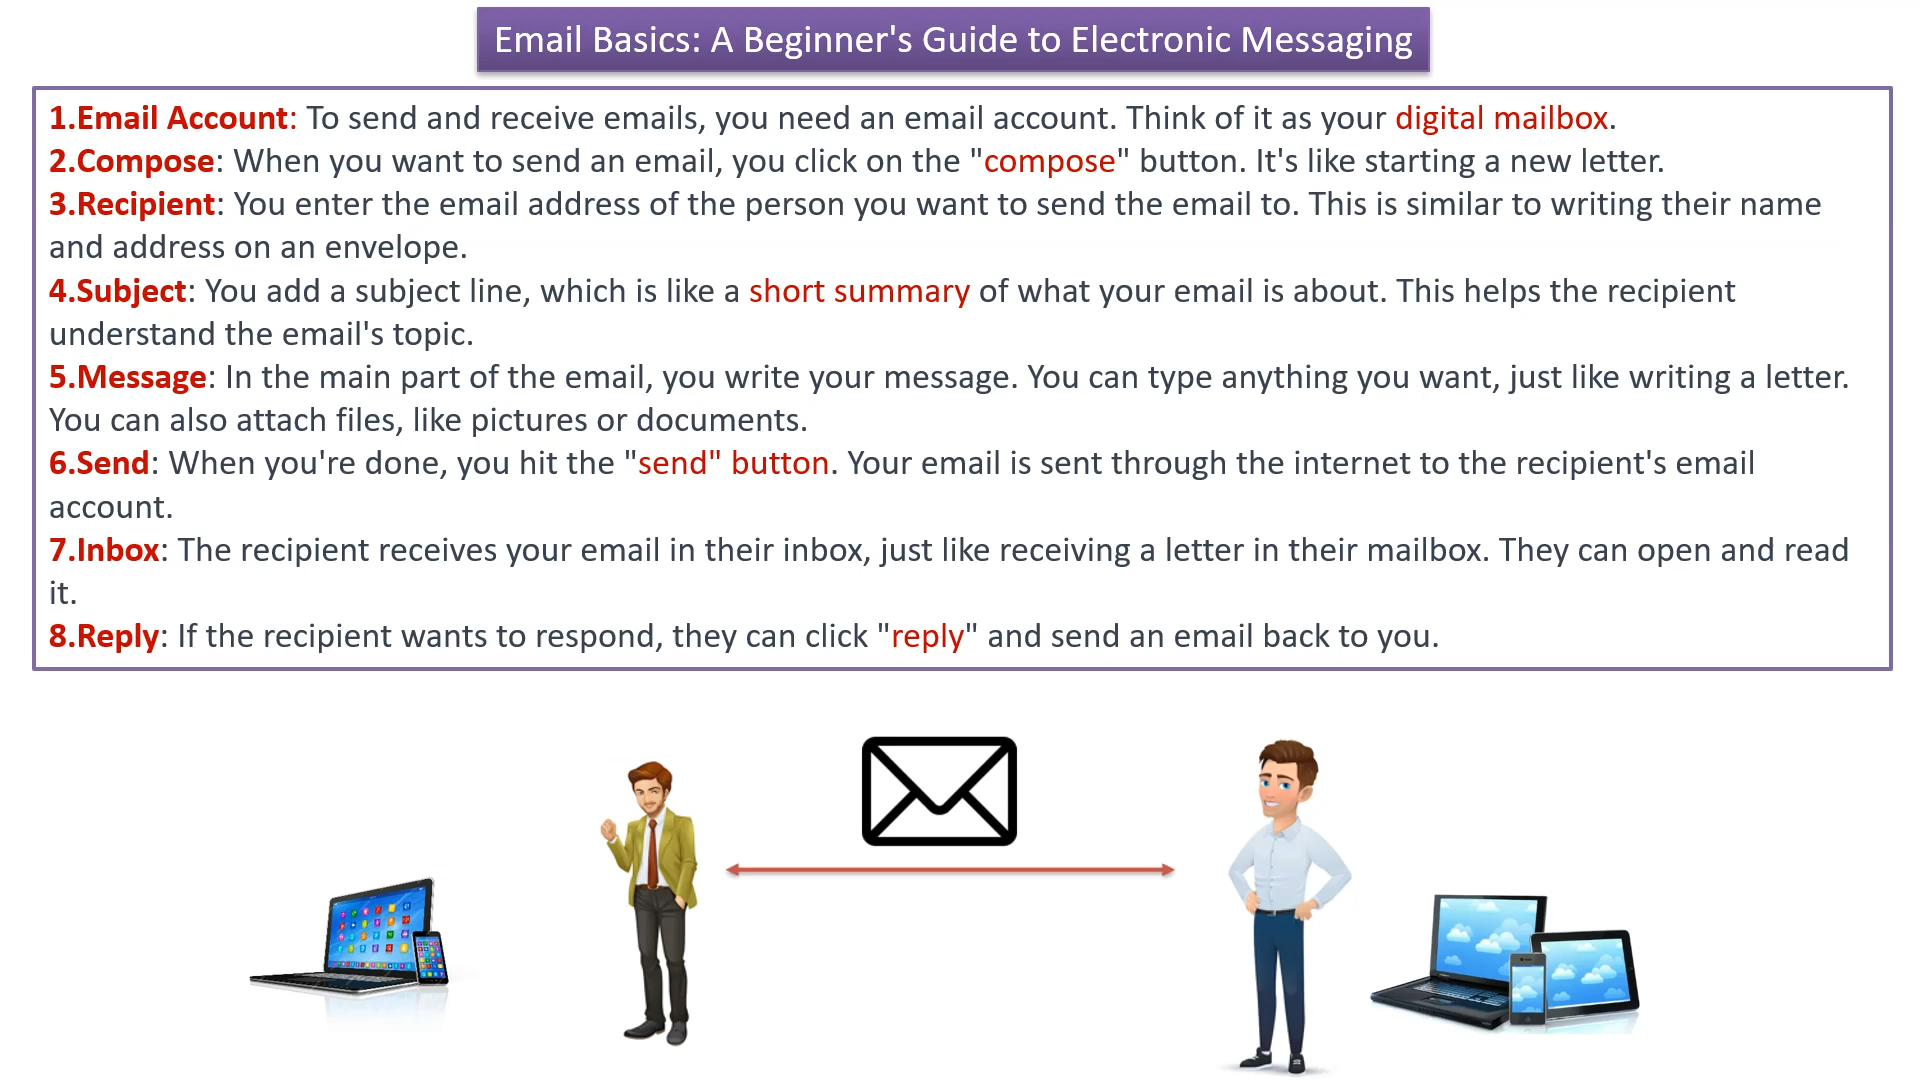 Email Basics: A Beginner's Guide to Electronic Messaging
1.Email Account: To send and receive emails, you need an email account. Think of it as your digital mailbox.
2.Compose: When you want to send an email, you click on the "compose" button. It's like starting a new letter.
3.Recipient: You enter the email address of the person you want to send the email to. This is similar to writing their name
and address on an envelope.
4.Subject: You add a subject line, which is like a short summary of what your email is about. This helps the recipient
understand the email's topic.
5.Message: In the main part of the email, you write your message. You can type anything you want, just like writing a letter.
You can also attach files, like pictures or documents.
6.Send: When you're done, you hit the "send" button. Your email is sent through the internet to the recipient's email
account.
7.Inbox: The recipient receives your email in their inbox, just like receiving a letter in their mailbox. They can open and read
it.
8.Reply: If the recipient wants to respond, they can click "reply" and send an email back to you.